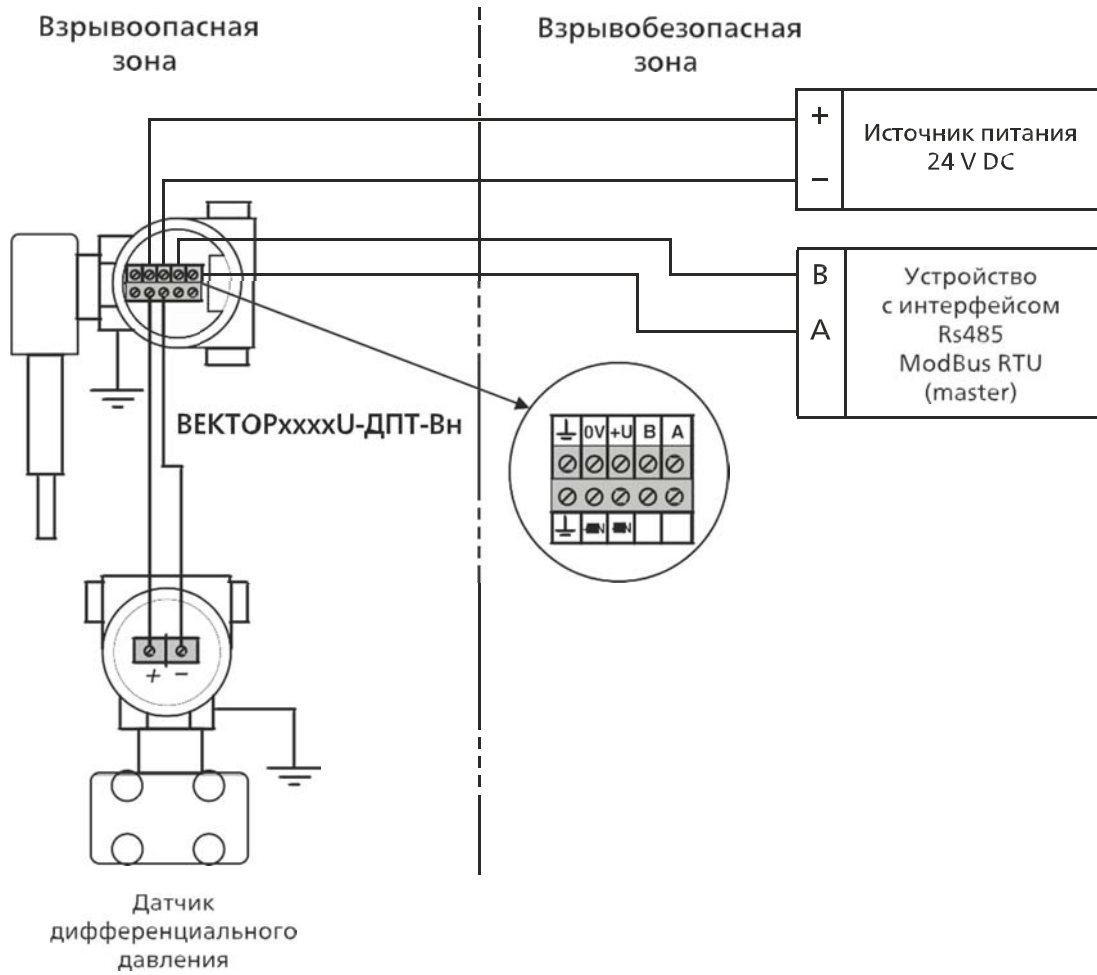 Взрывоопасная
зона
Взрывобезопасная
зона
+
−
Источник питания
24 V DC
B
A
Устройство
с интерфейсом
Rs485
ModBus RTU
(master)
ВЕКТОРxxxxU-ДПТ-Вн
0V +U B A
+ −
Датчик
дифференциального
давления